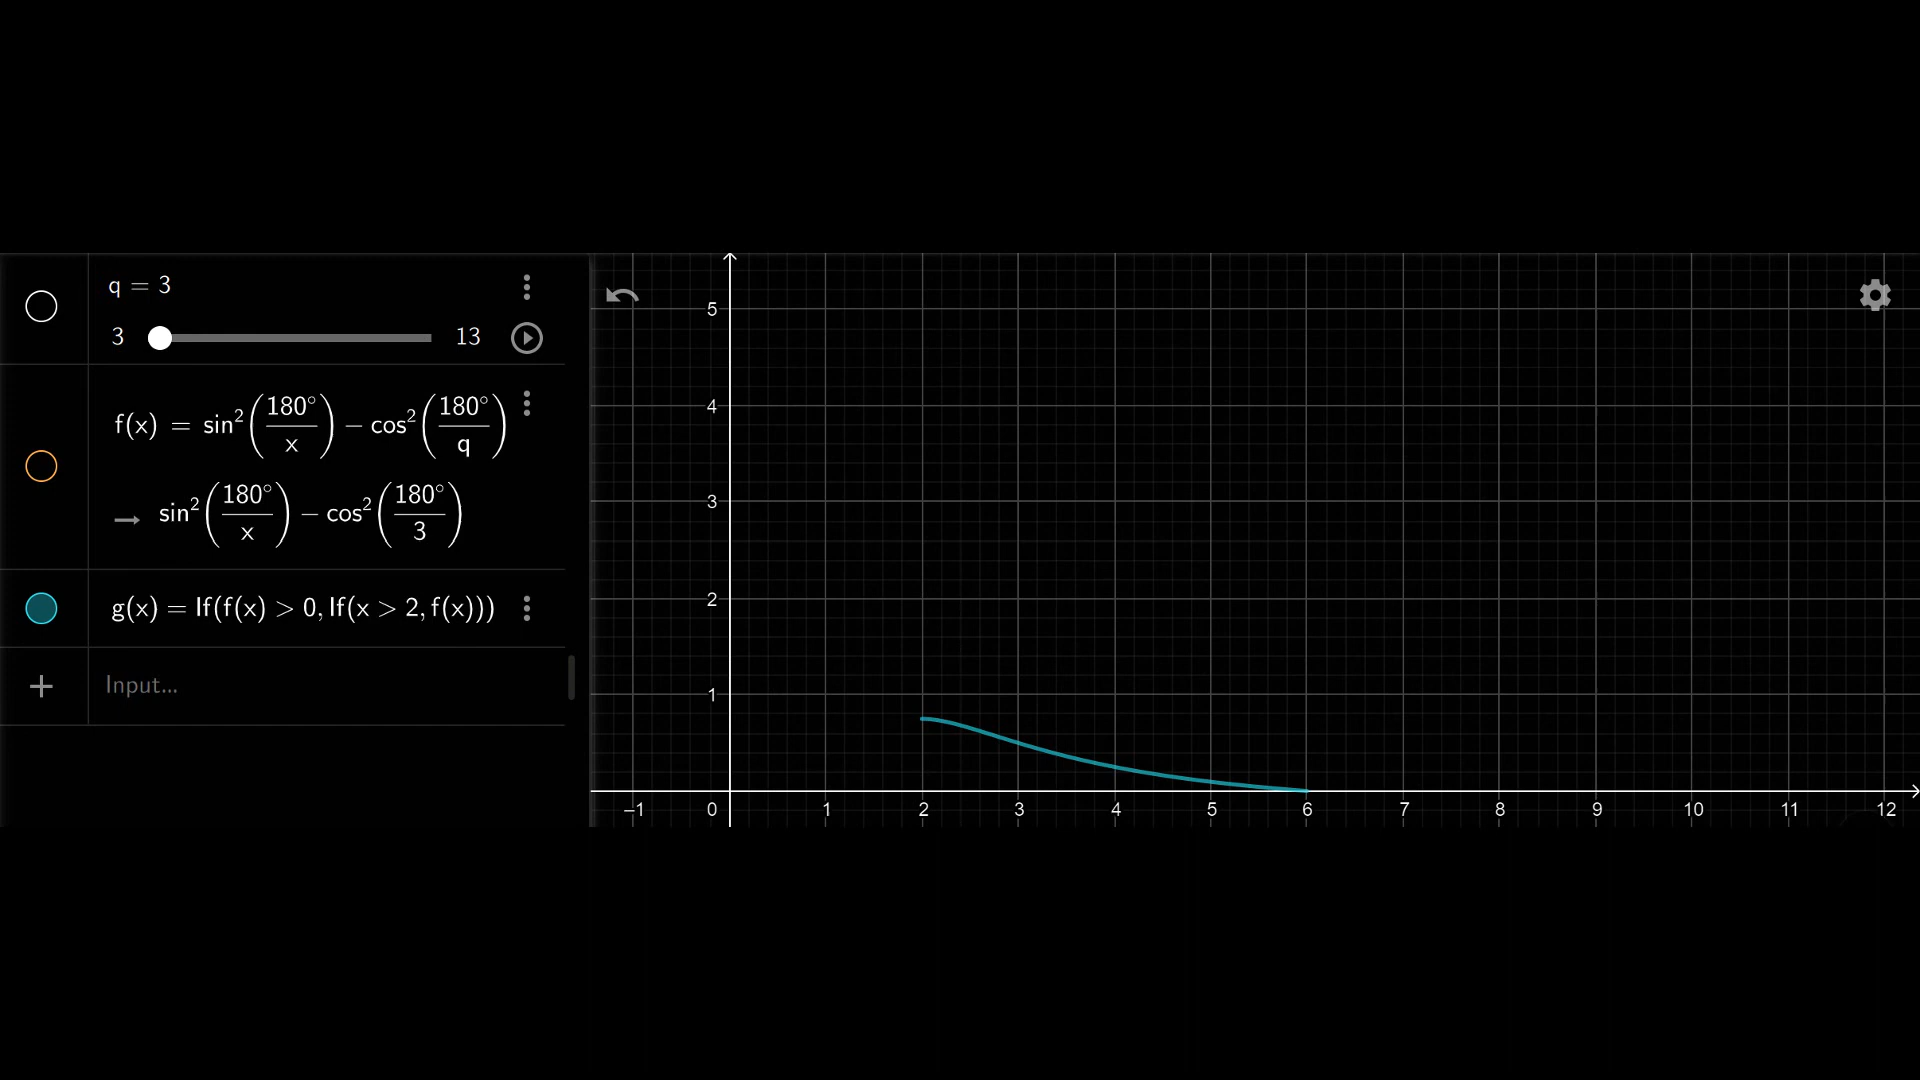 q = 3
3 13
f(x) = sin²(180°/x) − cos²(180°/q)
→ sin²(180°/x) − cos²(180°/3)
g(x) = If(f(x) > 0, If(x > 2, f(x)))
+ Input...
5
4
3
2
1
−1 0 1 2 3 4 5 6 7 8 9 10 11 12